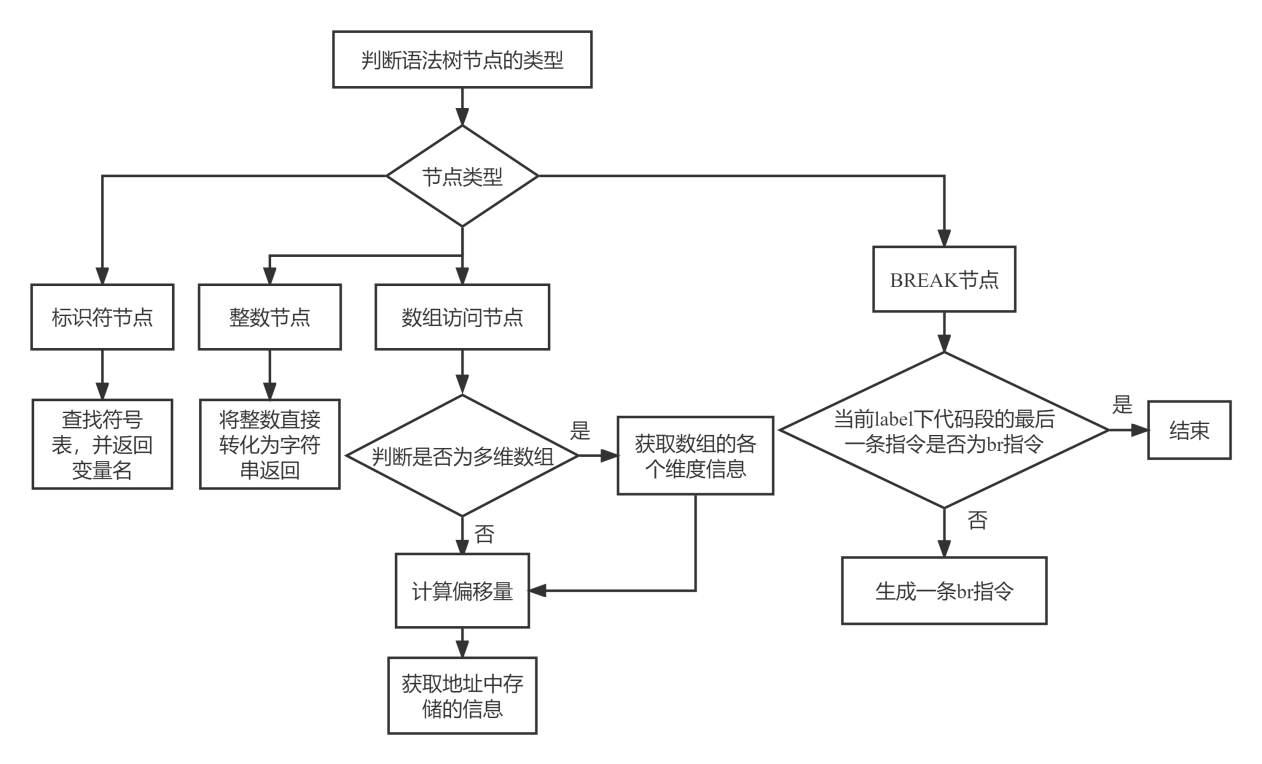 判断语法树节点的类型
节点类型
BREAK节点
标识符节点
整数节点
数组访问节点
查找符号
表，并返回
变量名
将整数直接
转化为字符
串返回
判断是否为多维数组
是
获取数组的各
个维度信息
当前label下代码段的最后
一条指令是否为br指令
是
结束
否
计算偏移量
否
生成一条br指令
获取地址中存
储的信息